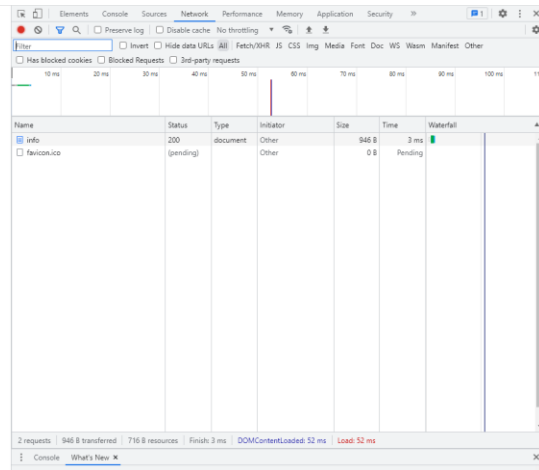 Elements Console Sources Network Performance Memory Application Security » 1
Preserve log Disable cache No throttling
Filter Invert Hide data URLs All Fetch/XHR JS CSS Img Media Font Doc WS Wasm Manifest Other
Has blocked cookies Blocked Requests 3rd-party requests
10 ms 20 ms 30 ms 40 ms 50 ms 60 ms 70 ms 80 ms 90 ms 100 ms 11
Name Status Type Initiator Size Time Waterfall
info 200 document Other 946 B 3 ms
favicon.ico (pending) Other 0 B Pending
2 requests 946 B transferred 716 B resources Finish: 3 ms DOMContentLoaded: 52 ms Load: 52 ms
Console What's New